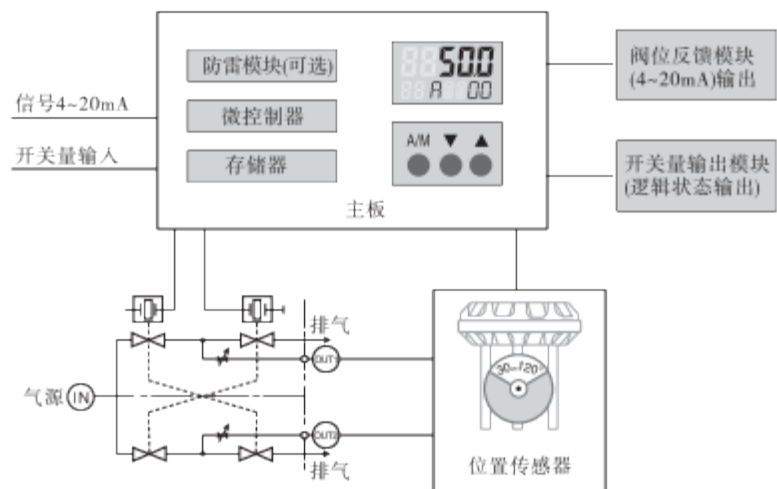 防雷模块(可选)
微控制器
存储器
50.0
A 00
A/M ▼ ▲
主板
信号4~20mA
开关量输入
阀位反馈模块
(4~20mA)输出
开关量输出模块
(逻辑状态输出)
排气
OUT1
气源 IN
OUT2
排气
30 120
位置传感器